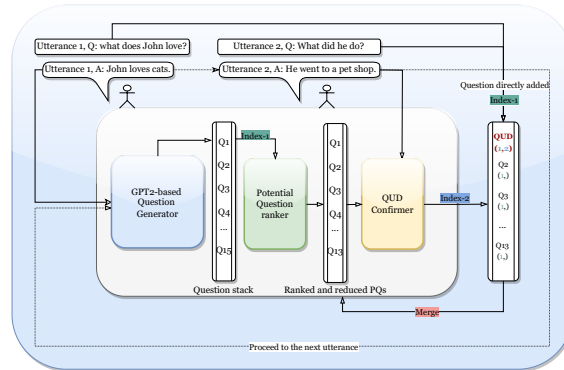 Utterance 1, Q: what does John love?
Utterance 2, Q: What did he do?
Utterance 1, A: John loves cats.
Utterance 2, A: He went to a pet shop.
Question directly added
Index-1
GPT2-based
Question
Generator
Q1
Q2
Q3
Q4
...
Q15
Question stack
Index-1
Potential
Question
ranker
Q1
Q2
Q3
Q4
...
Q13
Ranked and reduced PQs
QUD
Confirmer
Index-2
QUD
(1,2)
Q2
(:,)
Q3
(:,)
...
Q13
(:,)
Merge
Proceed to the next utterance